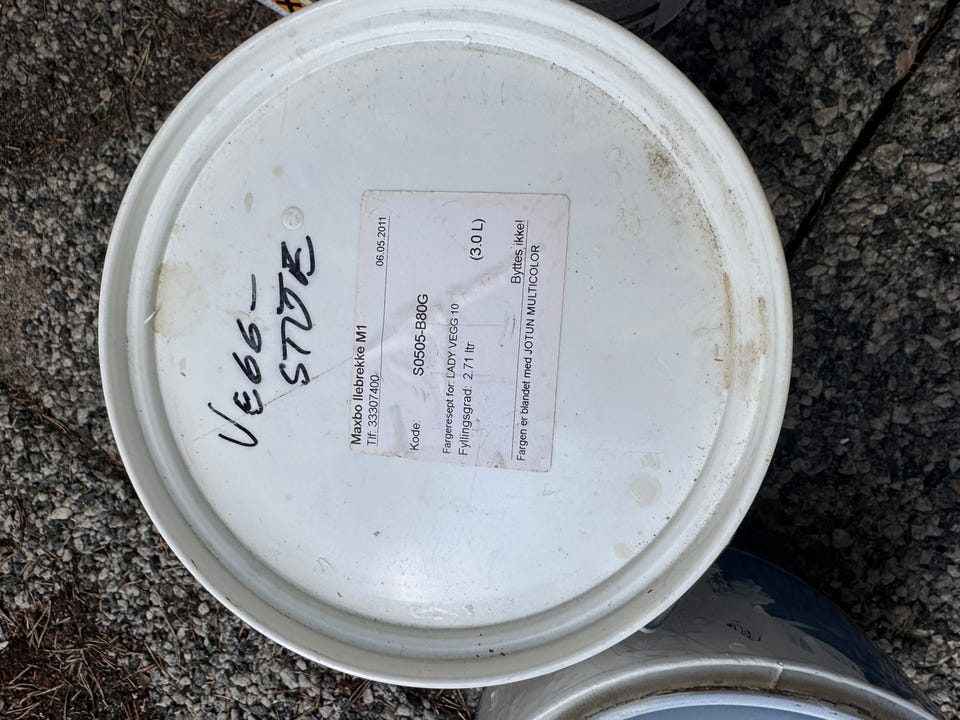 VEGG-
STUE
Maxbo Ilebrekke M1
Tlf: 33307400 06.05.2011
Kode: S0505-B80G
Fargeresept for: LADY VEGG 10
Fyllingsgrad: 2.71 ltr (3.0 L)
Byttes ikke!
Fargen er blandet med JOTUN MULTICOLOR